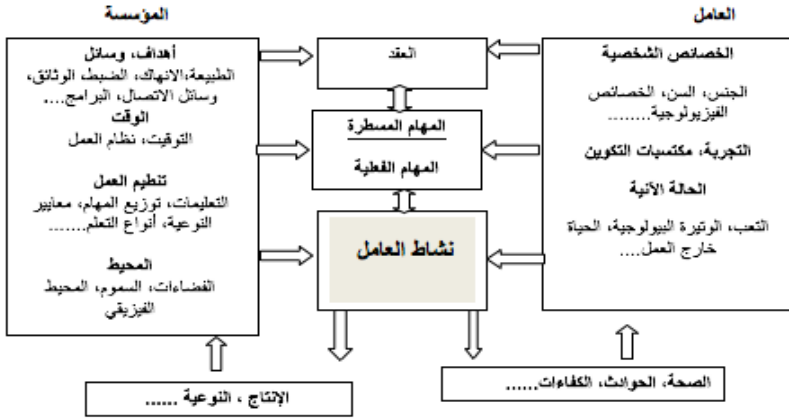 العامل
المؤسسة
الخصائص الشخصية
الجنس، السن، الخصائص
الفيزيولوجية........
التجربة، مكتسبات التكوين
الحالة الآنية
التعب، الوتيرة البيولوجية، الحياة
خارج العمل....
العقد
المهام المسطرة
المهام الفعلية
نشاط العامل
أهداف، وسائل
الطبيعة،الانهاك، الضبط، الوثائق،
وسائل الاتصال، البرامج....
الوقت
التوقيت، نظام العمل
تنظيم العمل
التعليمات، توزيع المهام، معايير
النوعية، أنواع التعلم.......
المحيط
الفضاءات، السموم، المحيط
الفيزيقي
الصحة، الحوادث، الكفاءات......
الإنتاج ، النوعية ......